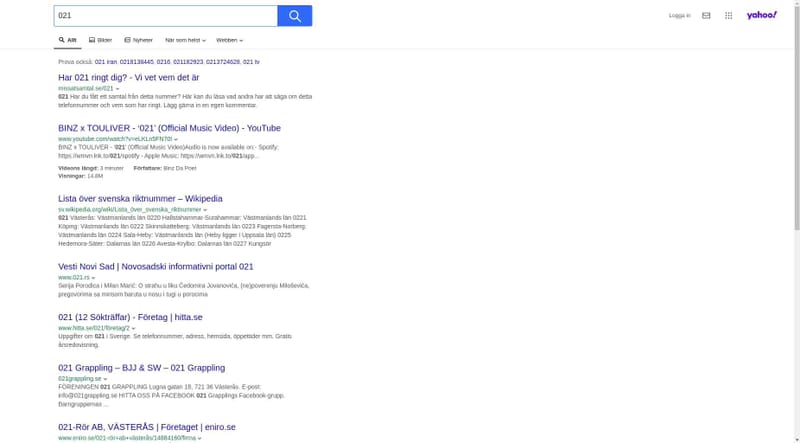 021
Logga in
yahoo!
Allt
Bilder
Nyheter
När som helst
Webben
Prova också: 021 iran, 0218138445, 0216, 021182923, 0213724628, 021 tv
Har 021 ringt dig? - Vi vet vem det är
missatsamtal.se/021
021 Har du fått ett samtal från detta nummer? Här kan du läsa vad andra har att säga om detta
telefonnummer och vem som har ringt. Lägg gärna in en egen kommentar.
BINZ x TOULIVER - '021' (Official Music Video) - YouTube
www.youtube.com/watch?v=eLKLn5FN70I
BINZ x TOULIVER - '021' (Official Music Video)Audio is now available on:- Spotify:
https://wmvn.lnk.to/021/spotify - Apple Music: https://wmvn.lnk.to/021/app...
Videons längd: 3 minuter Författare: Binz Da Poet
Visningar: 14.8M
Lista över svenska riktnummer – Wikipedia
sv.wikipedia.org/wiki/Lista_över_svenska_riktnummer
021 Västerås: Västmanlands län 0220 Hallstahammar-Surahammar: Västmanlands län 0221
Köping: Västmanlands län 0222 Skinnskatteberg: Västmanlands län 0223 Fagersta-Norberg:
Västmanlands län 0224 Sala-Heby: Västmanlands län (Heby ligger i Uppsala län) 0225
Hedemora-Säter: Dalarnas län 0226 Avesta-Krylbo: Dalarnas län 0227 Kungsör
Vesti Novi Sad | Novosadski informativni portal 021
www.021.rs
Serija Porodica i Milan Marić: O strahu u liku Čedomira Jovanovića, (ne)poverenju Miloševića,
pregovorima sa mirisom baruta u nosu i tugi u porocima
021 (12 Sökträffar) - Företag | hitta.se
www.hitta.se/021/företag/2
Uppgifter om 021 i Sverige. Se telefonnummer, adress, hemsida, öppettider mm. Gratis
årsredovisning.
021 Grappling – BJJ & SW – 021 Grappling
021grappling.se
FÖRENINGEN 021 GRAPPLING Lugna gatan 18, 721 36 Västerås. E-post:
info@021grappling.se HITTA OSS PÅ FACEBOOK 021 Grapplings Facebook-grupp.
Barngruppernas ...
021-Rör AB, VÄSTERÅS | Företaget | eniro.se
www.eniro.se/021-rör+ab+västerås/14884160/firma